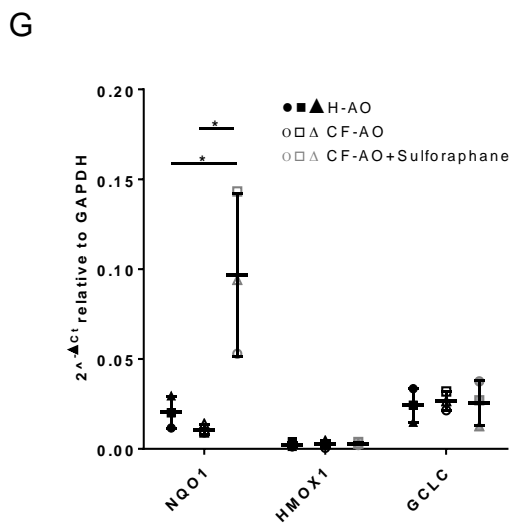 G
0.20
0.15
0.10
0.05
0.00
2^-▲Ct relative to GAPDH
●■▲H-AO
○□△ CF-AO
○□△ CF-AO+Sulforaphane
*
*
NQO1
HMOX1
GCLC